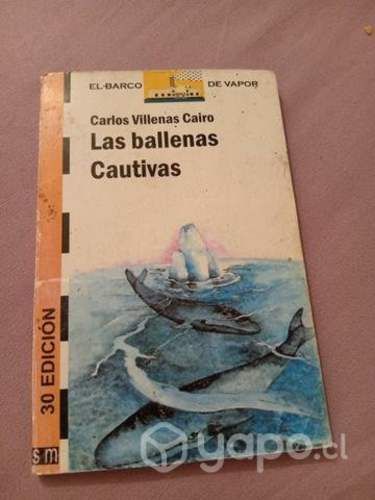 EL·BARCO DE VAPOR
Carlos Villenas Cairo
Las ballenas
Cautivas
30 EDICIÓN
sm
yapo.cl